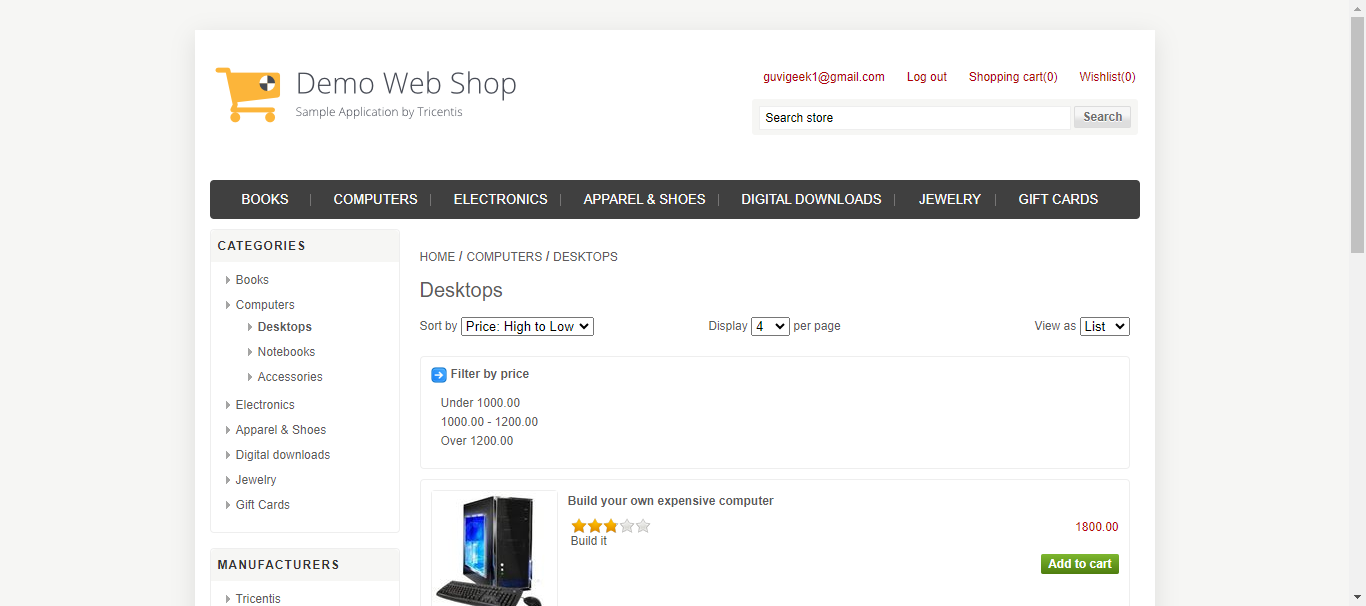 Demo Web Shop
Sample Application by Tricentis
guvigeek1@gmail.com Log out Shopping cart(0) Wishlist(0)
Search store Search
BOOKS COMPUTERS ELECTRONICS APPAREL & SHOES DIGITAL DOWNLOADS JEWELRY GIFT CARDS
CATEGORIES
Books
Computers
Desktops
Notebooks
Accessories
Electronics
Apparel & Shoes
Digital downloads
Jewelry
Gift Cards
MANUFACTURERS
Tricentis
HOME / COMPUTERS / DESKTOPS
Desktops
Sort by Price: High to Low Display 4 per page View as List
Filter by price
Under 1000.00
1000.00 - 1200.00
Over 1200.00
Build your own expensive computer
1800.00
Build it
Add to cart